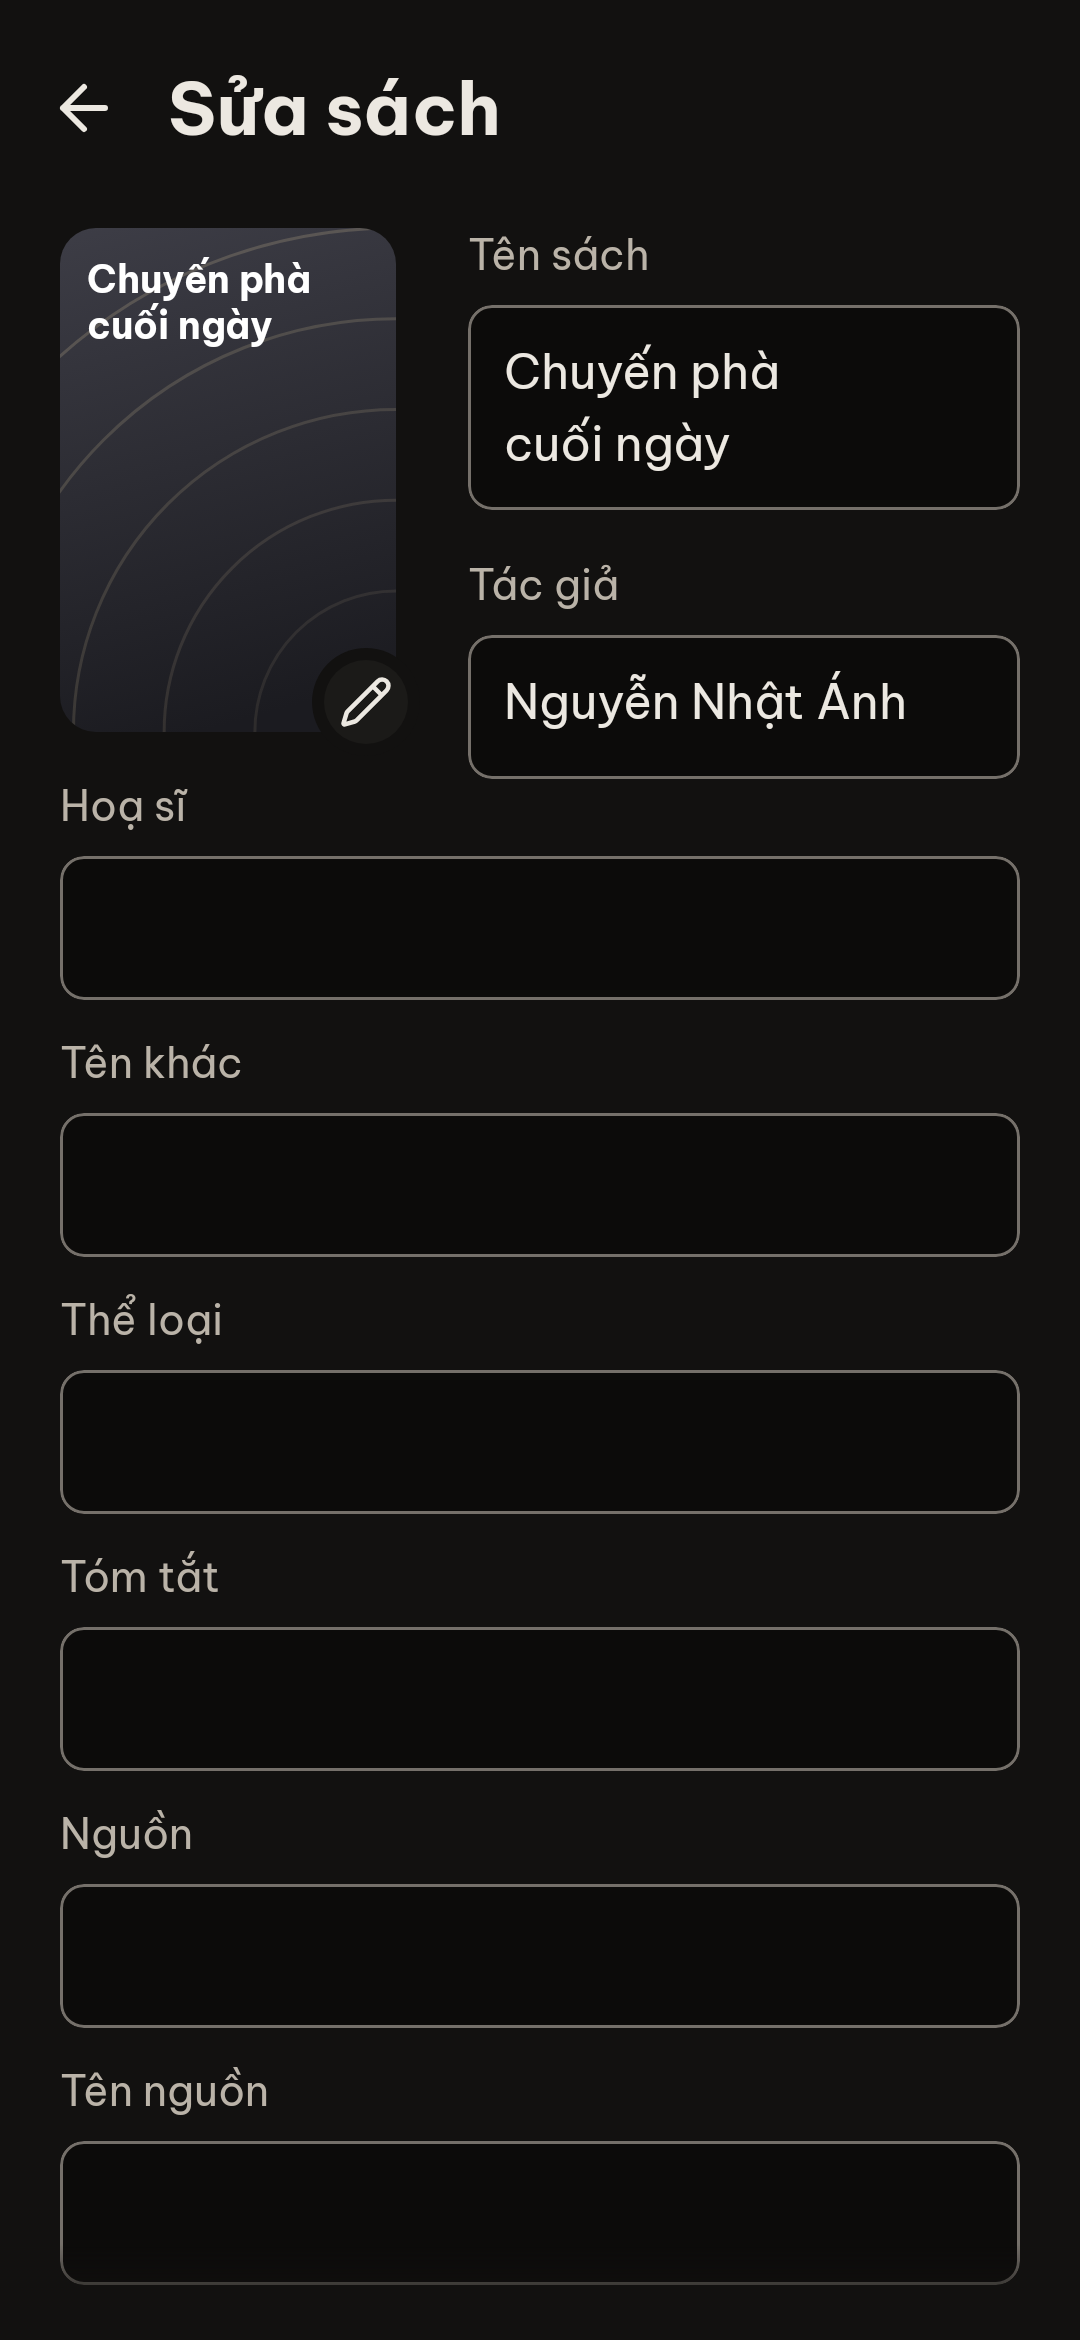 Sửa sách
Chuyến phà
cuối ngày
Tên sách
Chuyến phà
cuối ngày
Tác giả
Nguyễn Nhật Ánh
Hoạ sĩ
Tên khác
Thể loại
Tóm tắt
Nguồn
Tên nguồn